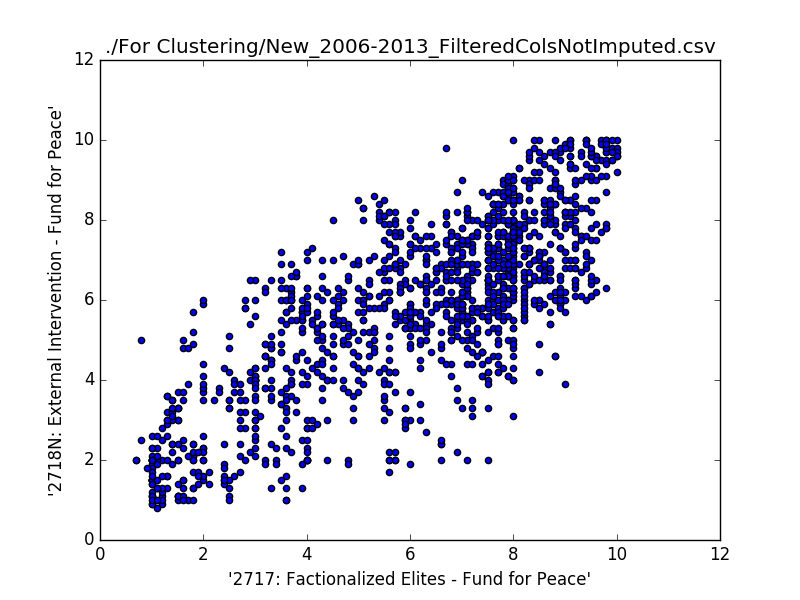 ./For Clustering/New_2006-2013_FilteredColsNotImputed.csv
12
10
8
6
4
2
0
'2718N: External Intervention - Fund for Peace'
0 2 4 6 8 10 12
'2717: Factionalized Elites - Fund for Peace'